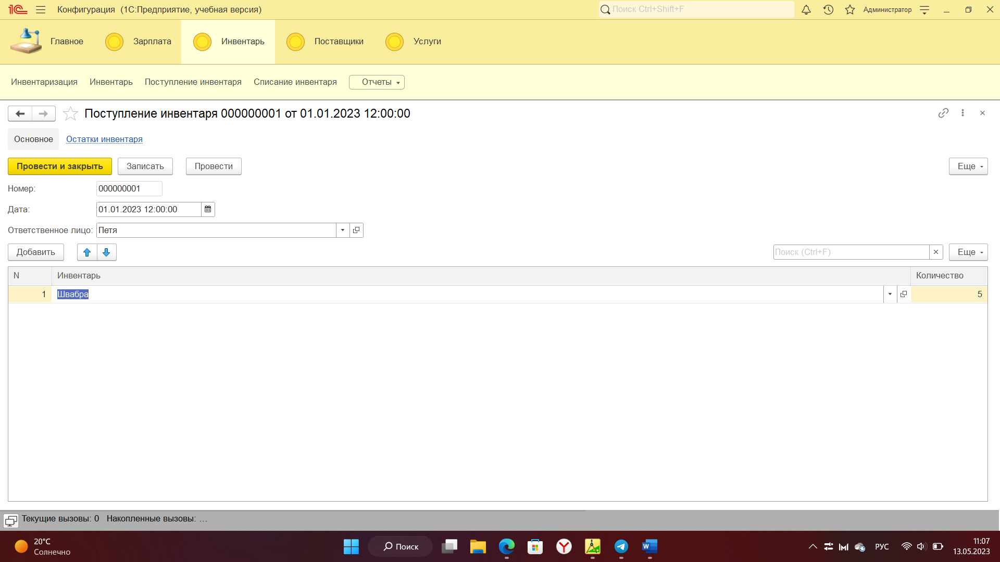 1С Конфигурация (1С:Предприятие, учебная версия) Поиск Ctrl+Shift+F Администратор
Главное Зарплата Инвентарь Поставщики Услуги
Инвентаризация Инвентарь Поступление инвентаря Списание инвентаря Отчеты
Поступление инвентаря 000000001 от 01.01.2023 12:00:00
Основное Остатки инвентаря
Провести и закрыть Записать Провести Еще
Номер: 000000001
Дата: 01.01.2023 12:00:00
Ответственное лицо: Петя
Добавить Поиск (Ctrl+F) Еще
N Инвентарь Количество
1 Швабра 5
Текущие вызовы: 0 Накопленные вызовы: …
20°C
Солнечно
Поиск
РУС
11:07
13.05.2023